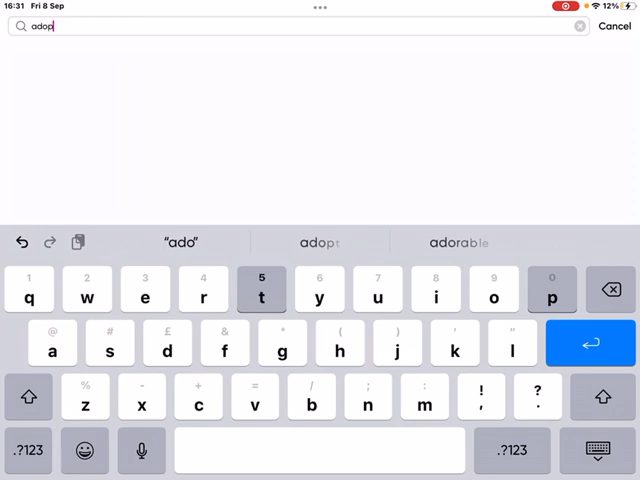 16:31 Fri 8 Sep 12%
adop Cancel
“ado” adopt adorable
1 2 3 4 5 6 7 8 9 0
q w e r t y u i o p
@ # £ & * ( ) ' "
a s d f g h j k l
% - + = / ; : ! ?
z x c v b n m , .
.?123 .?123